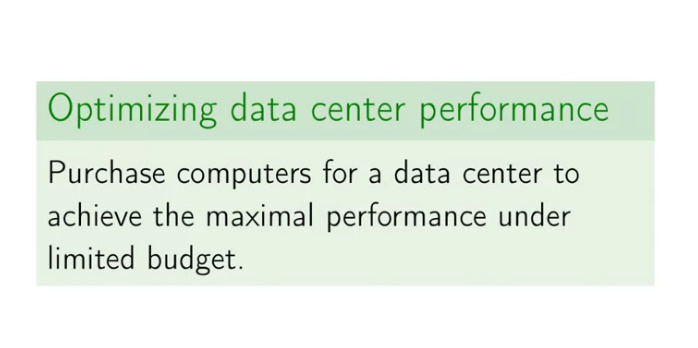 Optimizing data center performance
Purchase computers for a data center to
achieve the maximal performance under
limited budget.